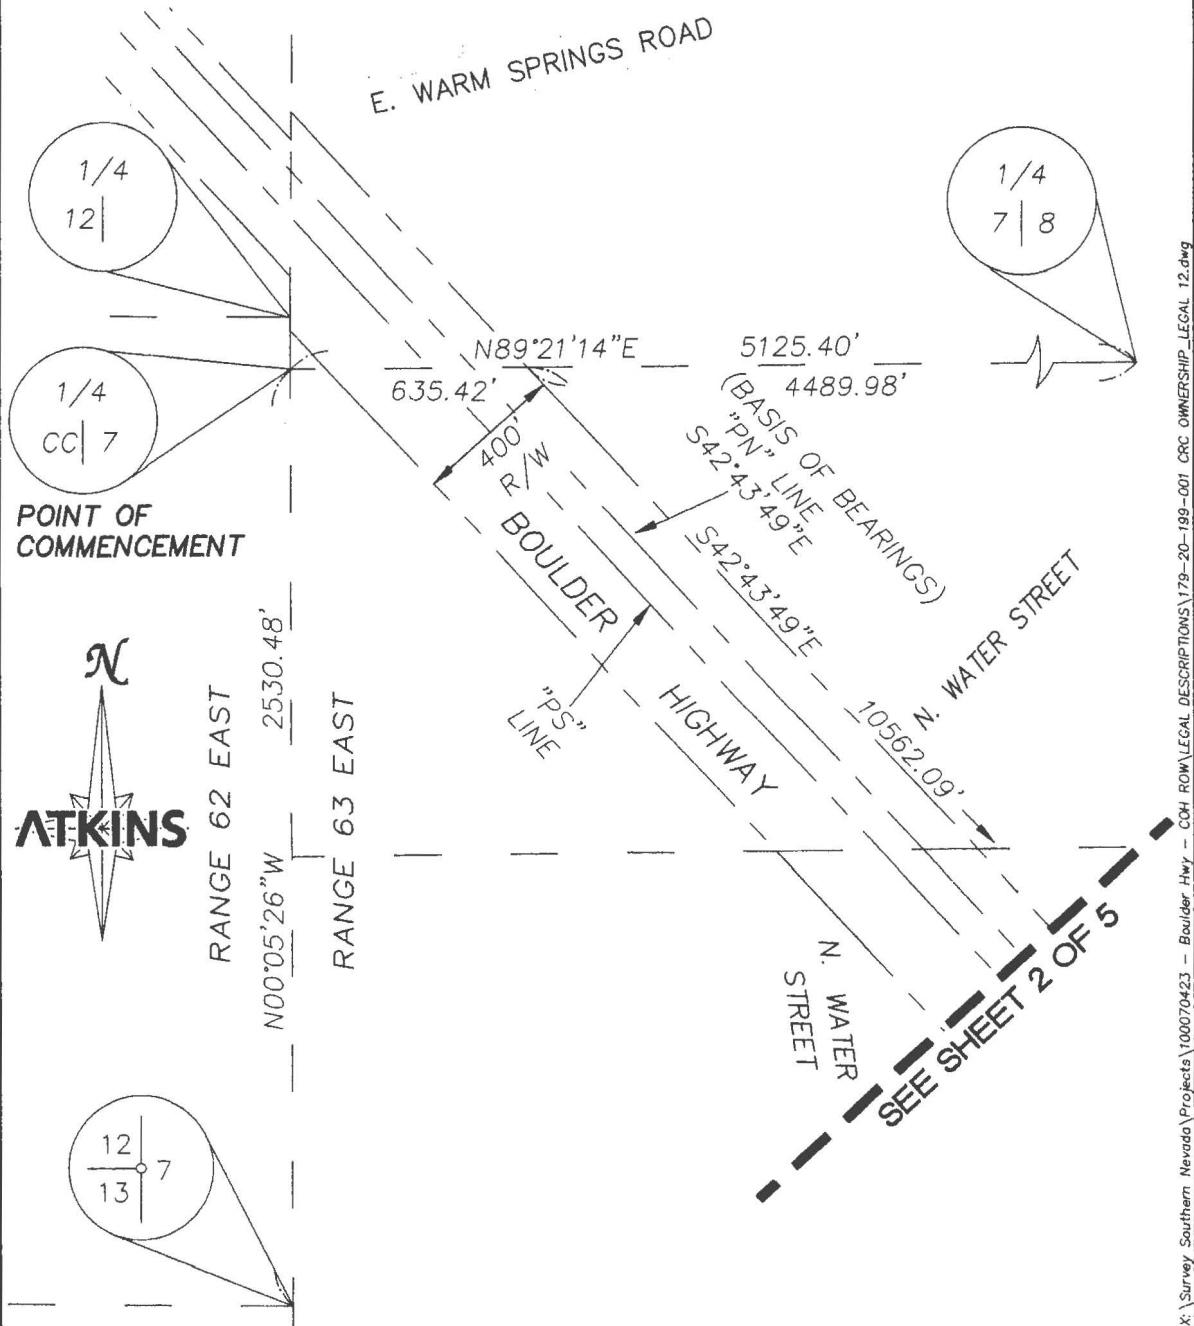 E. WARM SPRINGS ROAD
1/4
12
1/4
7 8
N89°21'14"E
5125.40'
635.42'
4489.98'
1/4
CC 7
POINT OF
COMMENCEMENT
400'
R/W
(BASIS OF BEARINGS)
"PN" LINE
S42°43'49"E
S42°43'49"E
10562.09'
BOULDER
HIGHWAY
"PS"
LINE
N. WATER STREET
N
ATKINS
RANGE 62 EAST
N00°05'26"W 2530.48'
RANGE 63 EAST
N. WATER
STREET
SEE SHEET 2 OF 5
12
7
13
X:\Survey Southern Nevada\Projects\100070423 - Boulder Hwy - COH ROW\LEGAL DESCRIPTIONS\179-20-199-001 CRC OWNERSHIP_LEGAL 12.dwg